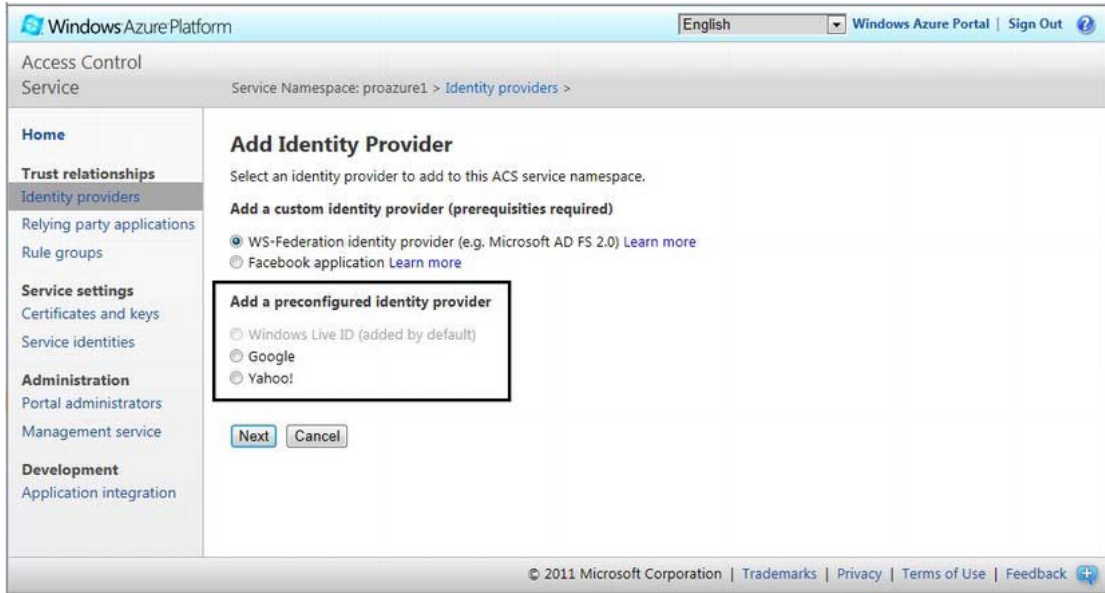 Windows Azure Platform
English
Windows Azure Portal | Sign Out
Access Control
Service
Service Namespace: proazure1 > Identity providers >
Home
Trust relationships
Identity providers
Relying party applications
Rule groups
Service settings
Certificates and keys
Service identities
Administration
Portal administrators
Management service
Development
Application integration
Add Identity Provider
Select an identity provider to add to this ACS service namespace.
Add a custom identity provider (prerequisities required)
WS-Federation identity provider (e.g. Microsoft AD FS 2.0) Learn more
Facebook application Learn more
Add a preconfigured identity provider
Windows Live ID (added by default)
Google
Yahoo!
Next Cancel
© 2011 Microsoft Corporation | Trademarks | Privacy | Terms of Use | Feedback